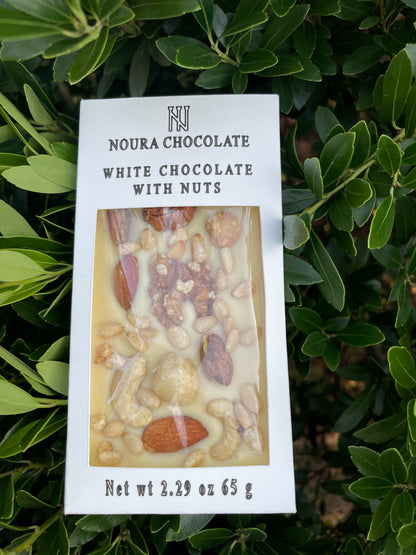 N
NOURA CHOCOLATE
WHITE CHOCOLATE
WITH NUTS
Net wt 2.29 oz 65 g